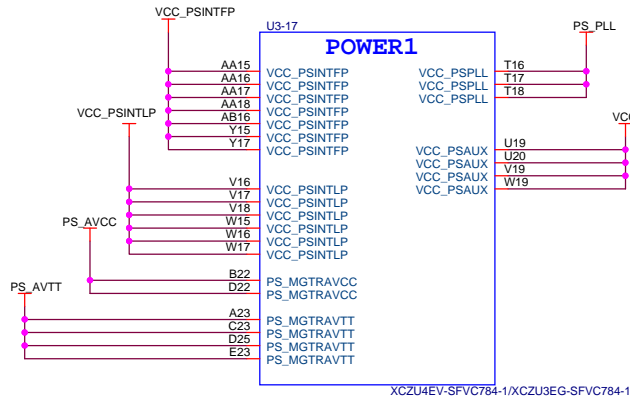 VCC_PSINTFP
U3-17
PS_PLL
POWER1
AA15 VCC_PSINTFP VCC_PSPLL T16
AA16 VCC_PSINTFP VCC_PSPLL T17
AA17 VCC_PSINTFP VCC_PSPLL T18
AA18 VCC_PSINTFP
VCC_PSINTLP
VCC
AB16 VCC_PSINTFP
Y15 VCC_PSINTFP
Y17 VCC_PSINTFP VCC_PSAUX U19
VCC_PSAUX U20
VCC_PSAUX V19
V16 VCC_PSINTLP VCC_PSAUX W19
V17 VCC_PSINTLP
V18 VCC_PSINTLP
PS_AVCC
W15 VCC_PSINTLP
W16 VCC_PSINTLP
W17 VCC_PSINTLP
B22 PS_MGTRAVCC
D22 PS_MGTRAVCC
PS_AVTT
A23 PS_MGTRAVTT
C23 PS_MGTRAVTT
D25 PS_MGTRAVTT
E23 PS_MGTRAVTT
XCZU4EV-SFVC784-1/XCZU3EG-SFVC784-1